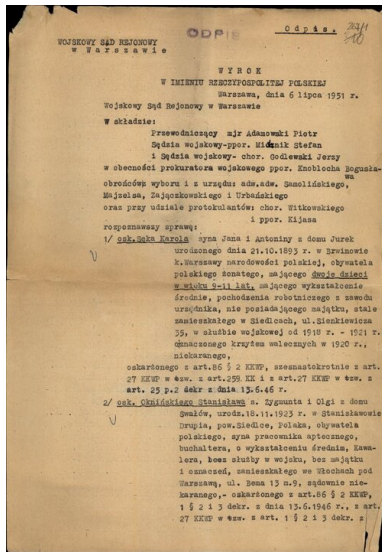 Odpis.
ODPIS
WOJSKOWY SĄD REJONOWY
w Warszawie
W Y R O K
W IMIENIU RZECZYPOSPOLITEJ POLSKIEJ
Warszawa, dnia 6 lipca 1951 r.
Wojskowy Sąd Rejonowy w Warszawie
W składzie:
Przewodniczący mjr Adamowski Piotr
Sędzia wojskowy-ppor. Stefan
i Sędzia wojskowy- chor. Godlewski Jerzy
w obecności prokuratora wojskowego ppor. Knoblocha Bogusła-
wa
obrońców z wyboru i z urzędu: adw.adw. Samolińskiego,
Majzelsa, Zajączkowskiego i Urbańskiego
oraz przy udziale protokulantów: chor. Witkowskiego
i ppor. Kijasa
rozpoznawszy sprawę:
1/ osk.Sęka Karola syna Jana i Antoniny z domu Jurek
urodzonego dnia 21.10.1893 r. w
k.Warszawy narodowości polskiej, obywatela
polskiego żonatego, mającego dwoje dzieci
w wieku 9-11 lat, mającego wykształcenie
średnie, pochodzenia robotniczego z zawodu
urzędnika, nie posiadającego majątku, stale
zamieszkałego w Siedlcach, ul.Sienkiewicza
35, w służbie wojskowej od 1918 r. - 1921 r.
oznaczonego krzyżem walecznych w 1920 r.,
niekaranego,
oskarżonego z art.86 § 2 KKWP, szesnastokrotnie z art.
27 KKWP w zw. z art.259 KK i z art.27 KKWP w zw. z
art. 25 p.2 dekr z dnia 13.6.46 r.
2/ osk. Oknińskiego Stanisława s. Zygmunta i Olgi z domu
Swałów, urodz.18.11.1923 r. w Stanisławowie
Drupia, pow.Siedlce, Polaka, obywatela
polskiego, syna pracownika aptecznego,
buchaltera, o wykształceniu średnim, Kawa-
lera, bez służby w wojsku, bez majątku
i oznaczeń, zamieszkałego we Włochach pod
Warszawą, ul. Bema 13 m.9, sądownie nie-
karanego,- oskarżonego z art.86 § 2 KKWP,
1 § 2 i 3 dekr. z dnia 13.6.1946 r., z art.
27 KKWP w zw. z art. 1 § 2 i 3 dekr. z